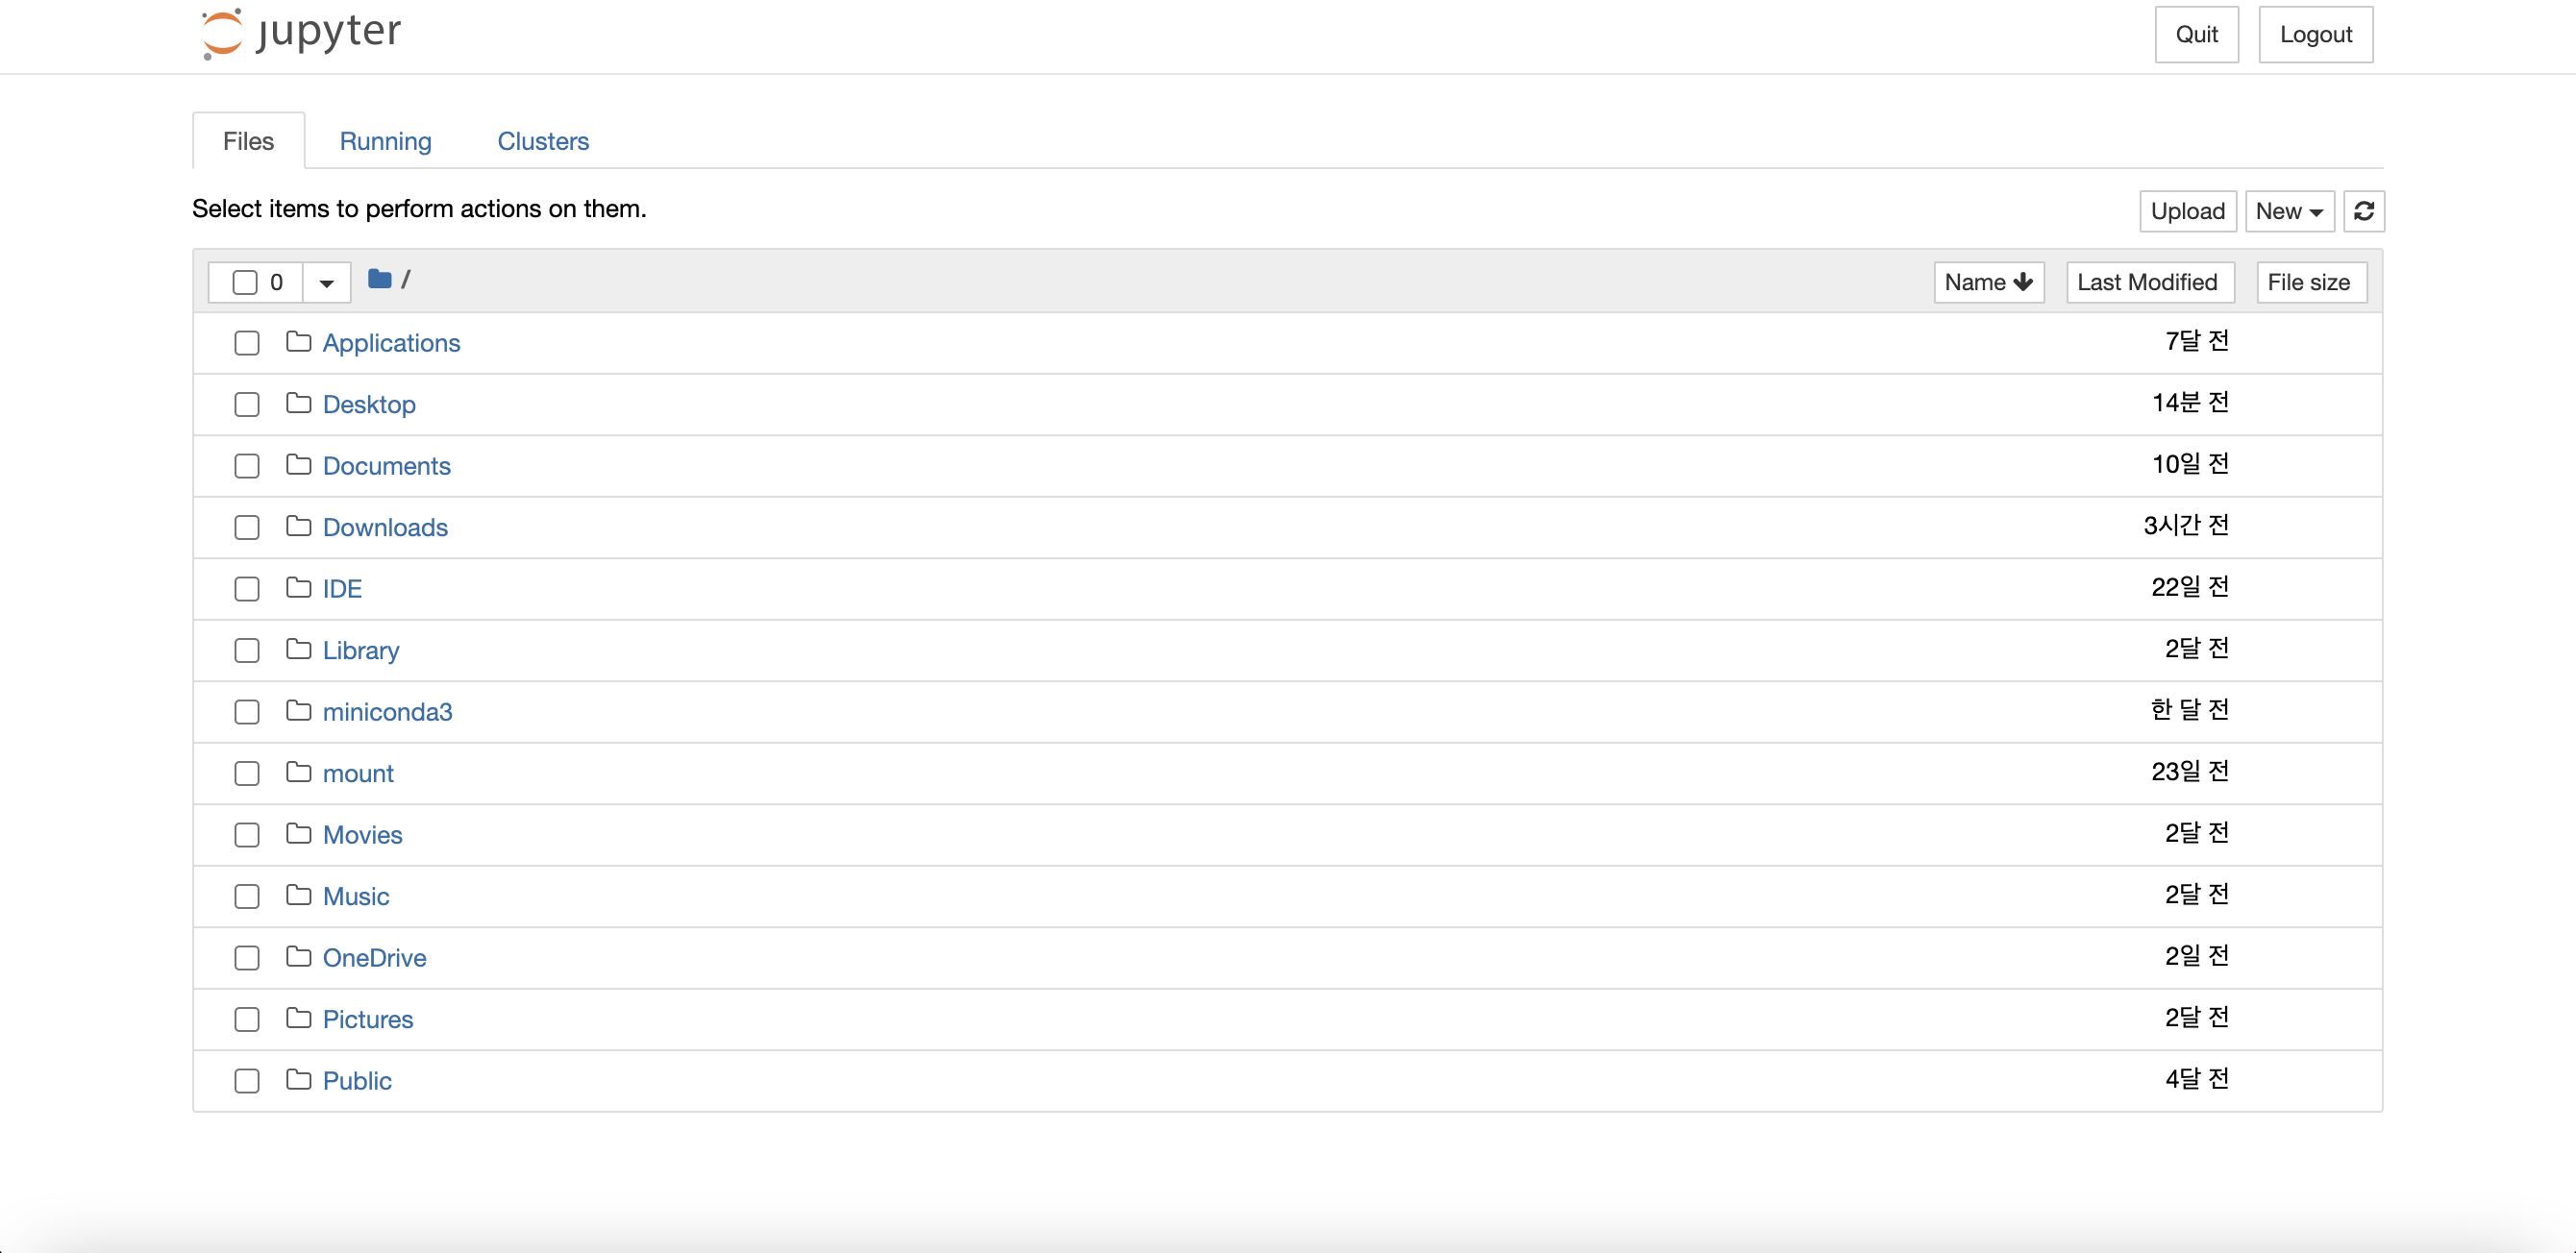 jupyter Quit Logout
Files Running Clusters
Select items to perform actions on them. Upload New
0 / Name Last Modified File size
Applications 7달 전
Desktop 14분 전
Documents 10일 전
Downloads 3시간 전
IDE 22일 전
Library 2달 전
miniconda3 한 달 전
mount 23일 전
Movies 2달 전
Music 2달 전
OneDrive 2일 전
Pictures 2달 전
Public 4달 전